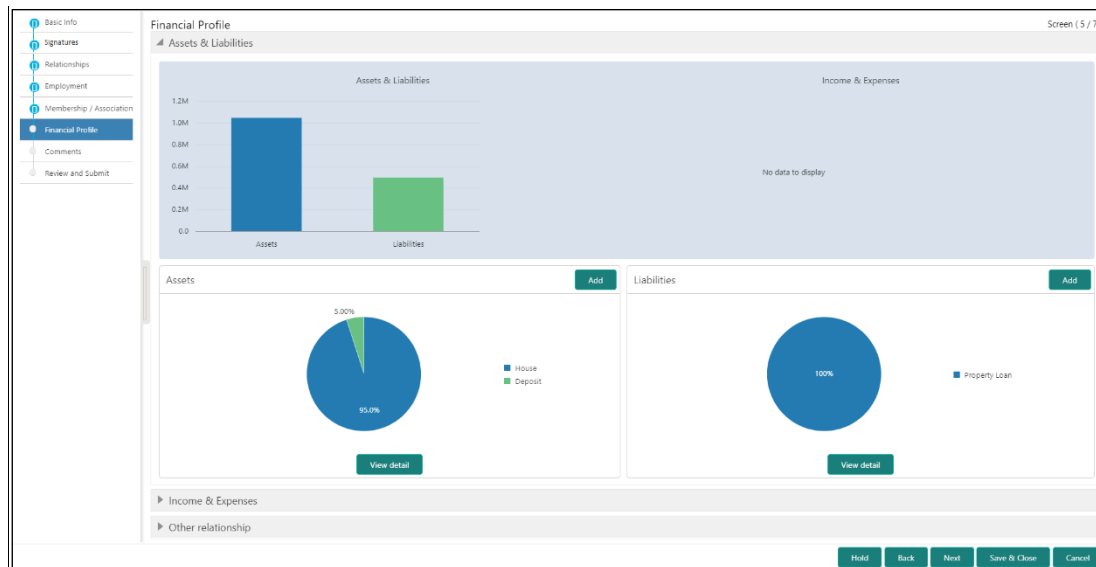 Basic Info
Signatures
Relationships
Employment
Membership / Association
Financial Profile
Comments
Review and Submit
Financial Profile
Screen ( 5 / 7
Assets & Liabilities
Assets & Liabilities
1.2M
1.0M
0.8M
0.6M
0.4M
0.2M
0.0
Assets
Liabilities
Income & Expenses
No data to display
Assets
Add
5.00%
95.0%
House
Deposit
View detail
Liabilities
Add
100%
Property Loan
View detail
Income & Expenses
Other relationship
Hold
Back
Next
Save & Close
Cancel